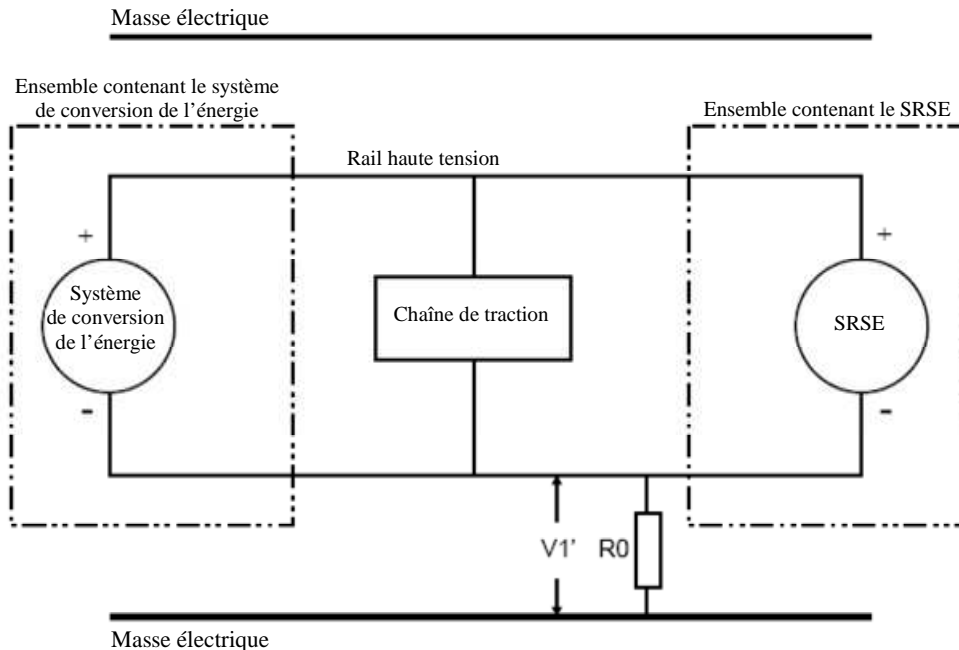 Masse électrique
Ensemble contenant le système
de conversion de l’énergie
Ensemble contenant le SRSE
Rail haute tension
+
+
Système
de conversion
de l’énergie
Chaîne de traction
SRSE
-
-
V1’
R0
Masse électrique